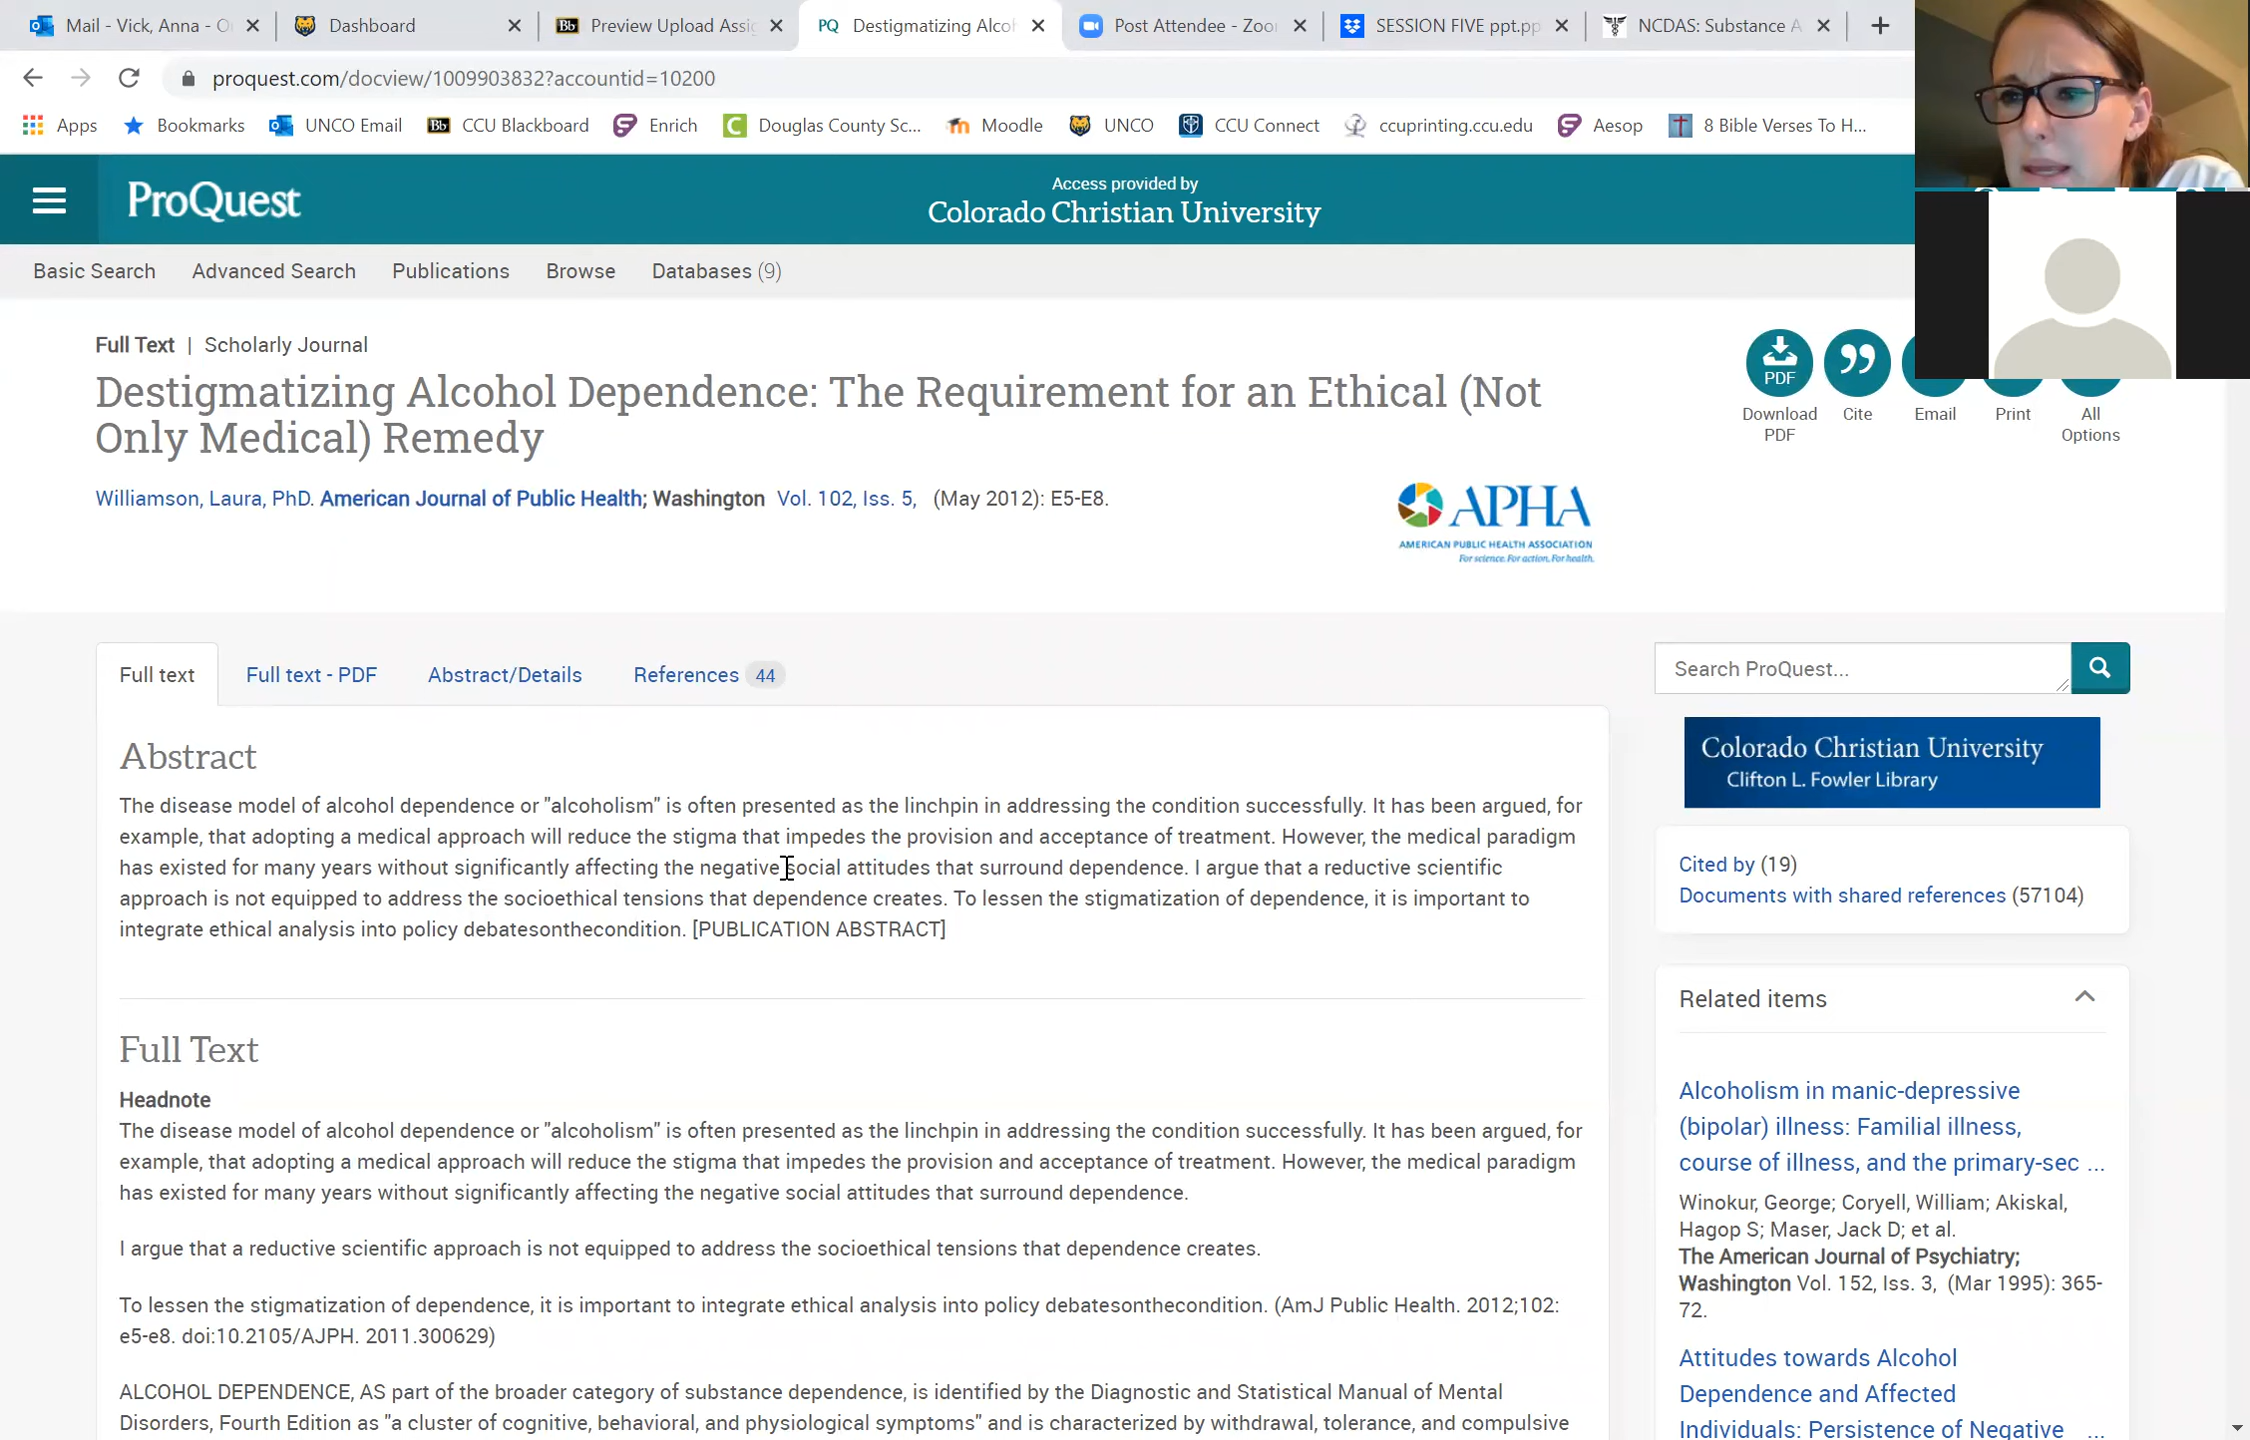 Mail - Vick, Anna - O
Dashboard
Preview Upload Assig
PQ Destigmatizing Alcoh
Post Attendee - Zoo
SESSION FIVE ppt.pp
NCDAS: Substance A
proquest.com/docview/1009903832?accountid=10200
Apps
Bookmarks
UNCO Email
Bb CCU Blackboard
Enrich
Douglas County Sc...
Moodle
UNCO
CCU Connect
ccuprinting.ccu.edu
Aesop
8 Bible Verses To H...
ProQuest
Access provided by
Colorado Christian University
Basic Search
Advanced Search
Publications
Browse
Databases (9)
Full Text | Scholarly Journal
Destigmatizing Alcohol Dependence: The Requirement for an Ethical (Not
Only Medical) Remedy
Williamson, Laura, PhD. American Journal of Public Health; Washington Vol. 102, Iss. 5, (May 2012): E5-E8.
PDF
Download
PDF
Cite
Email
Print
All
Options
APHA
AMERICAN PUBLIC HEALTH ASSOCIATION
For science. For action. For health.
Full text
Full text - PDF
Abstract/Details
References 44
Search ProQuest...
Abstract
The disease model of alcohol dependence or "alcoholism" is often presented as the linchpin in addressing the condition successfully. It has been argued, for
example, that adopting a medical approach will reduce the stigma that impedes the provision and acceptance of treatment. However, the medical paradigm
has existed for many years without significantly affecting the negative social attitudes that surround dependence. I argue that a reductive scientific
approach is not equipped to address the socioethical tensions that dependence creates. To lessen the stigmatization of dependence, it is important to
integrate ethical analysis into policy debatesonthecondition. [PUBLICATION ABSTRACT]
Full Text
Headnote
The disease model of alcohol dependence or "alcoholism" is often presented as the linchpin in addressing the condition successfully. It has been argued, for
example, that adopting a medical approach will reduce the stigma that impedes the provision and acceptance of treatment. However, the medical paradigm
has existed for many years without significantly affecting the negative social attitudes that surround dependence.
I argue that a reductive scientific approach is not equipped to address the socioethical tensions that dependence creates.
To lessen the stigmatization of dependence, it is important to integrate ethical analysis into policy debatesonthecondition. (AmJ Public Health. 2012;102:
e5-e8. doi:10.2105/AJPH. 2011.300629)
ALCOHOL DEPENDENCE, AS part of the broader category of substance dependence, is identified by the Diagnostic and Statistical Manual of Mental
Disorders, Fourth Edition as "a cluster of cognitive, behavioral, and physiological symptoms" and is characterized by withdrawal, tolerance, and compulsive
Colorado Christian University
Clifton L. Fowler Library
Cited by (19)
Documents with shared references (57104)
Related items
Alcoholism in manic-depressive
(bipolar) illness: Familial illness,
course of illness, and the primary-sec ...
Winokur, George; Coryell, William; Akiskal,
Hagop S; Maser, Jack D; et al.
The American Journal of Psychiatry;
Washington Vol. 152, Iss. 3, (Mar 1995): 365-
72.
Attitudes towards Alcohol
Dependence and Affected
Individuals: Persistence of Negative ...